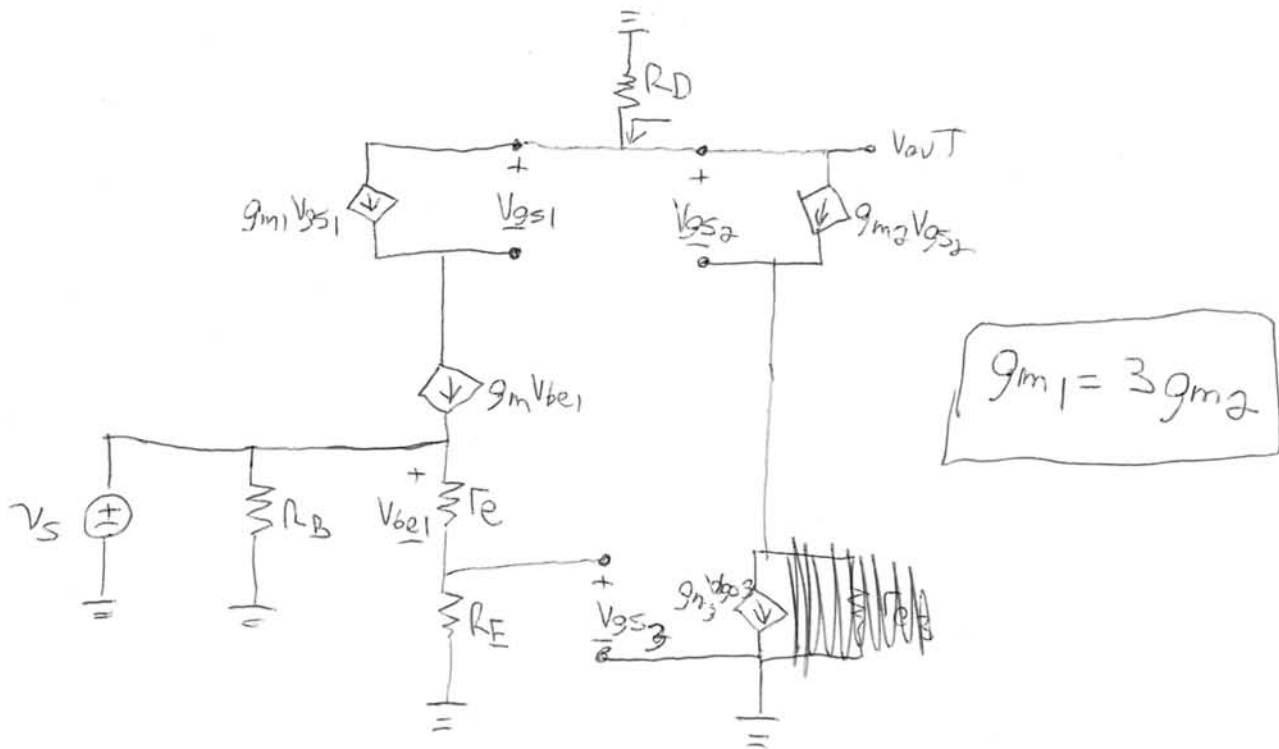 RD
VouT
gm1Vgs1
+
Vgs1
+
Vgs2
gm2Vgs2
gmVbe1
gm1 = 3gm2
+
Vs
RB
Vbe1
re
+
RE
Vgs3